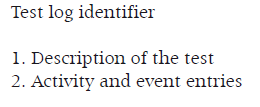 Test log identifier
1. Description of the test
2. Activity and event entries